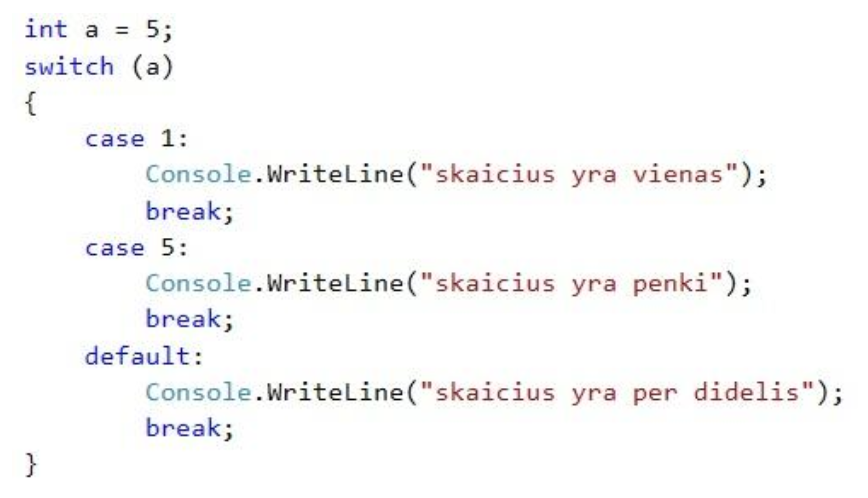 int a = 5;
switch (a)
{
    case 1:
        Console.WriteLine("skaicius yra vienas");
        break;
    case 5:
        Console.WriteLine("skaicius yra penki");
        break;
    default:
        Console.WriteLine("skaicius yra per didelis");
        break;
}